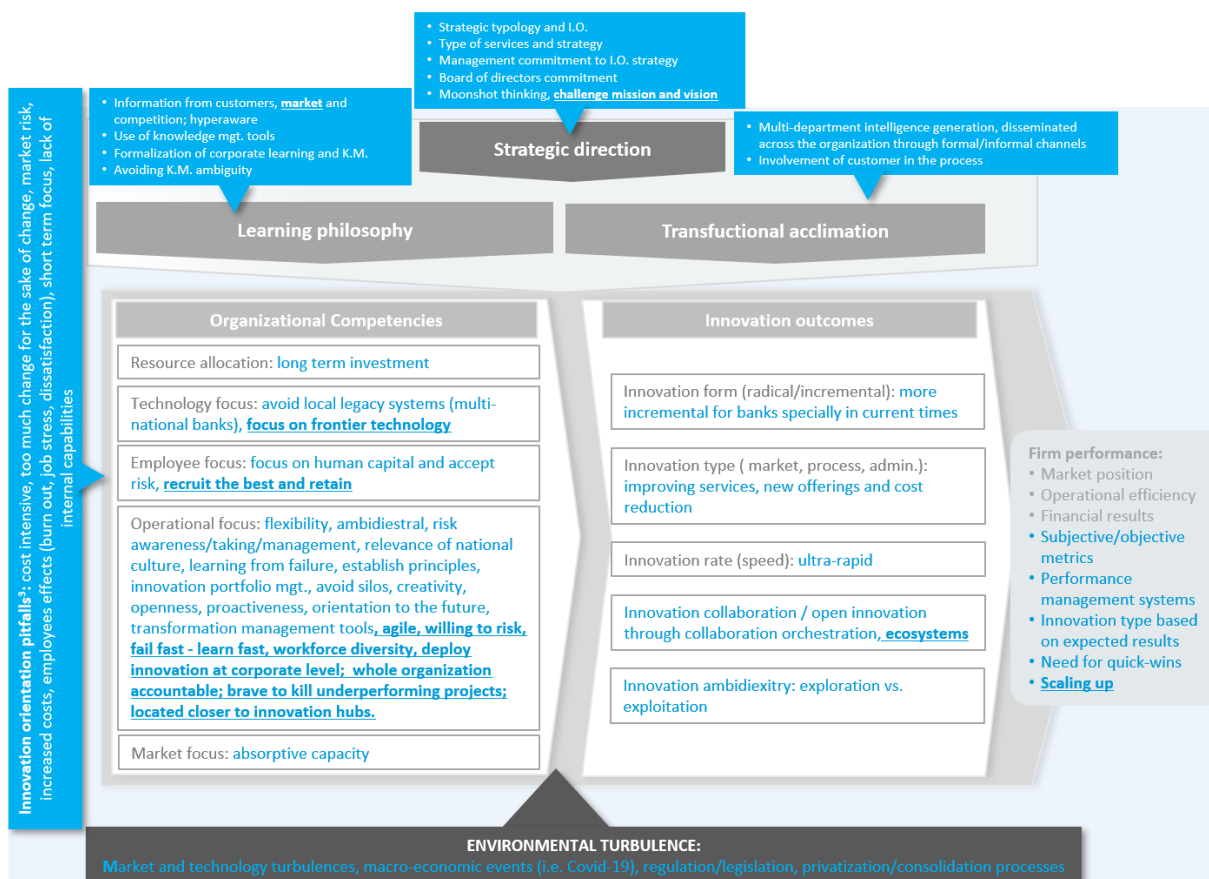 • Strategic typology and I.O.
• Type of services and strategy
• Management commitment to I.O. strategy
• Board of directors commitment
• Moonshot thinking, challenge mission and vision
Strategic direction
• Information from customers, market and
competition; hyperaware
• Use of knowledge mgt. tools
• Formalization of corporate learning and K.M.
• Avoiding K.M. ambiguity
• Multi-department intelligence generation, disseminated
across the organization through formal/informal channels
• Involvement of customer in the process
Learning philosophy
Transfuctional acclimation
Innovation orientation pitfalls³: cost intensive, too much change for the sake of change, market risk,
increased costs, employees effects (burn out, job stress, dissatisfaction), short term focus, lack of
internal capabilities
Organizational Competencies
Resource allocation: long term investment
Technology focus: avoid local legacy systems (multi-
national banks), focus on frontier technology
Employee focus: focus on human capital and accept
risk, recruit the best and retain
Operational focus: flexibility, ambidiestral, risk
awareness/taking/management, relevance of national
culture, learning from failure, establish principles,
innovation portfolio mgt., avoid silos, creativity,
openness, proactiveness, orientation to the future,
transformation management tools, agile, willing to risk,
fail fast - learn fast, workforce diversity, deploy
innovation at corporate level; whole organization
accountable; brave to kill underperforming projects;
located closer to innovation hubs.
Market focus: absorptive capacity
Innovation outcomes
Innovation form (radical/incremental): more
incremental for banks specially in current times
Innovation type ( market, process, admin.):
improving services, new offerings and cost
reduction
Innovation rate (speed): ultra-rapid
Innovation collaboration / open innovation
through collaboration orchestration, ecosystems
Innovation ambidiexitry: exploration vs.
exploitation
Firm performance:
• Market position
• Operational efficiency
• Financial results
• Subjective/objective
metrics
• Performance
management systems
• Innovation type based
on expected results
• Need for quick-wins
• Scaling up
ENVIRONMENTAL TURBULENCE:
Market and technology turbulences, macro-economic events (i.e. Covid-19), regulation/legislation, privatization/consolidation processes